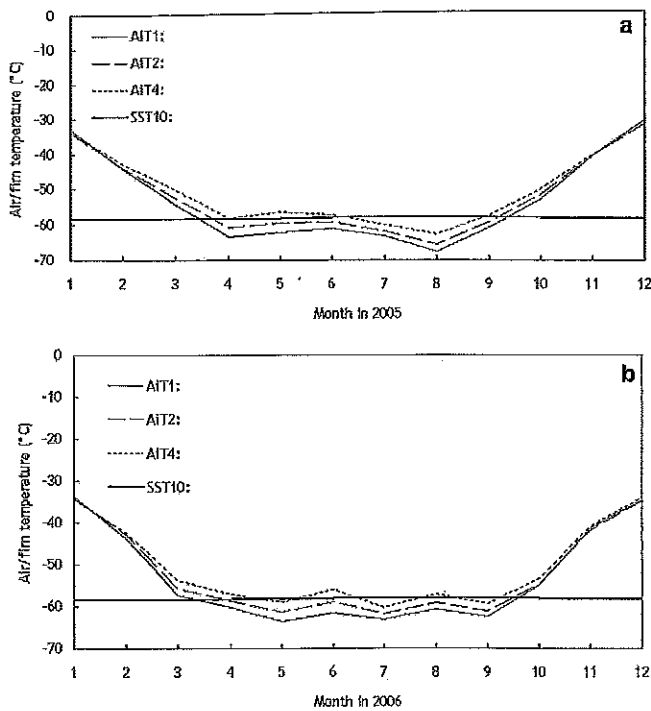 0
-10
-20
-30
-40
-50
-60
-70
Air/firn temperature (°C)
a
AIT1:
AIT2:
AIT4:
SST10:
1 2 3 4 5 6 7 8 9 10 11 12
Month in 2005
0
-10
-20
-30
-40
-50
-60
-70
Air/firn temperature (°C)
b
AIT1:
AIT2:
AIT4:
SST10:
1 2 3 4 5 6 7 8 9 10 11 12
Month in 2006